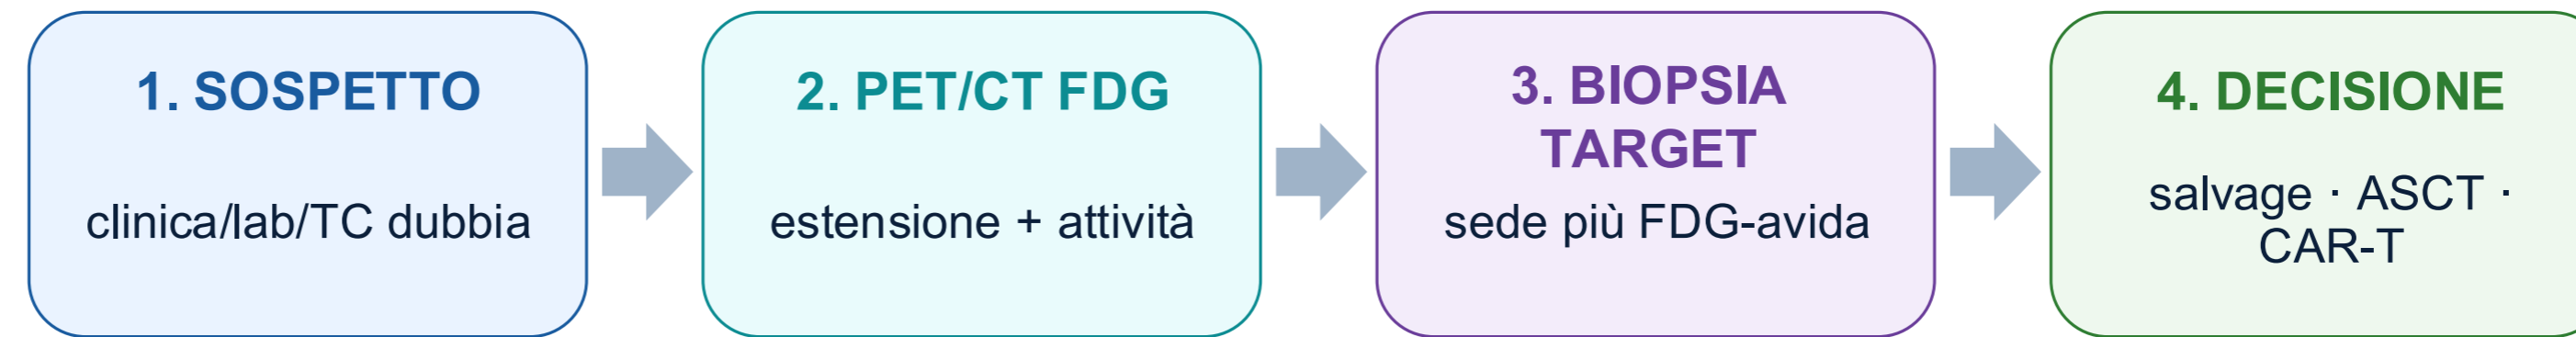 1. SOSPETTO
clinica/lab/TC dubbia
2. PET/CT FDG
estensione + attività
3. BIOPSIA
TARGET
sede più FDG-avida
4. DECISIONE
salvage · ASCT ·
CAR-T